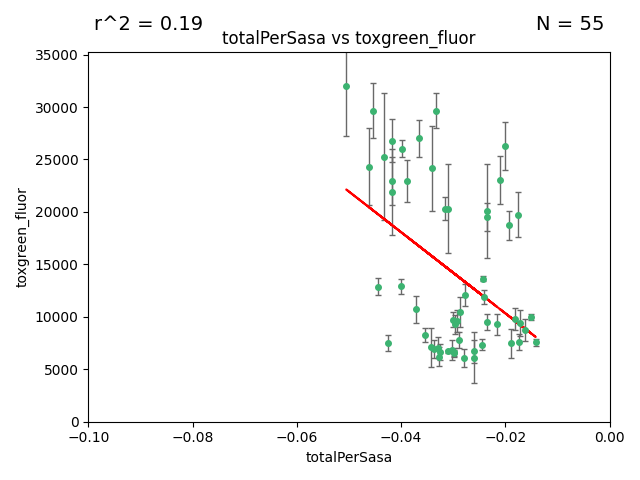 r^2 = 0.19
N = 55
totalPerSasa vs toxgreen_fluor
35000
30000
25000
20000
15000
10000
5000
0
toxgreen_fluor
−0.10
−0.08
−0.06
−0.04
−0.02
0.00
totalPerSasa